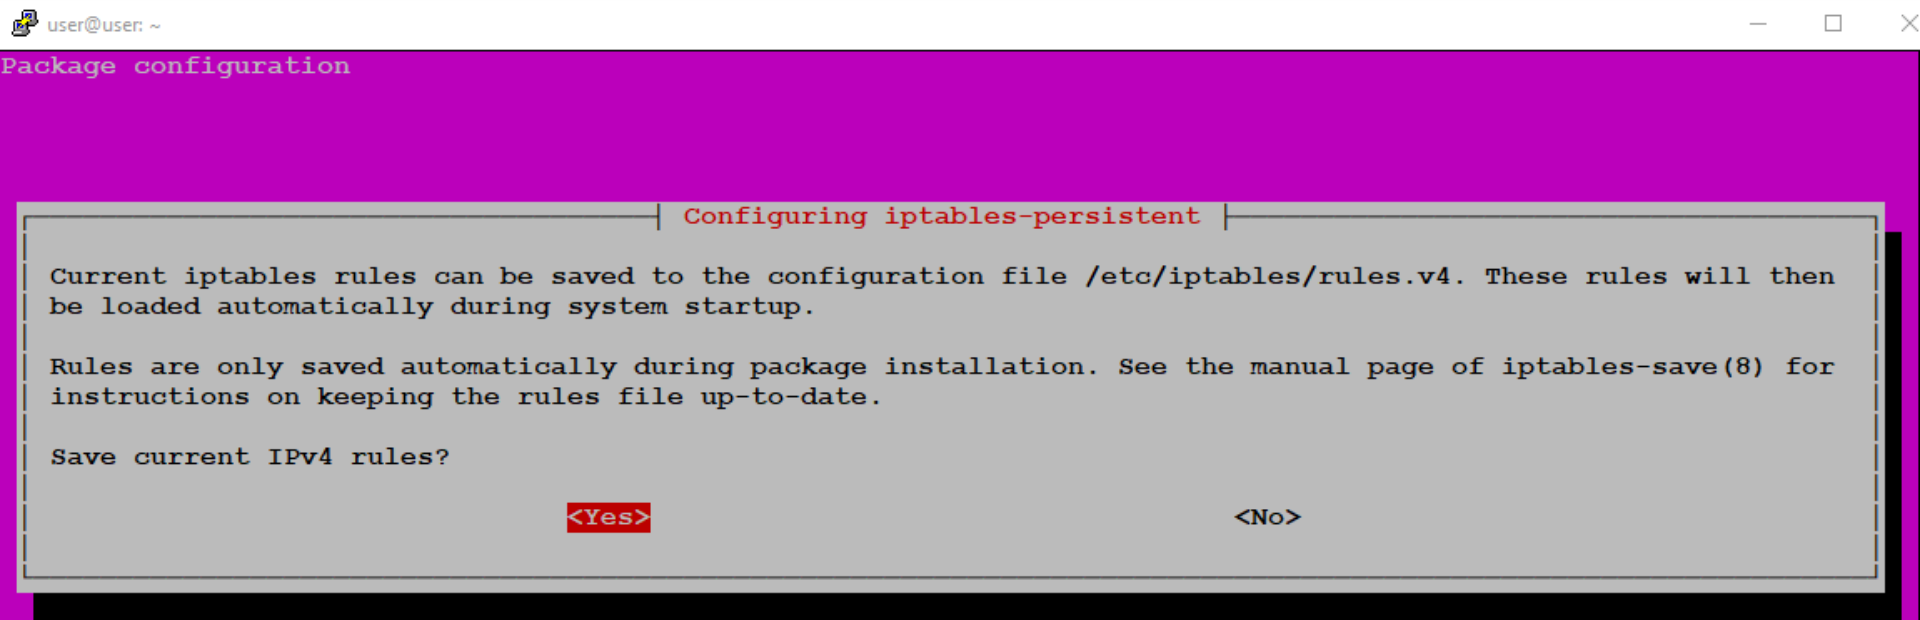 user@user: ~
Package configuration
Configuring iptables-persistent
Current iptables rules can be saved to the configuration file /etc/iptables/rules.v4. These rules will then
be loaded automatically during system startup.
Rules are only saved automatically during package installation. See the manual page of iptables-save(8) for
instructions on keeping the rules file up-to-date.
Save current IPv4 rules?
<Yes> <No>